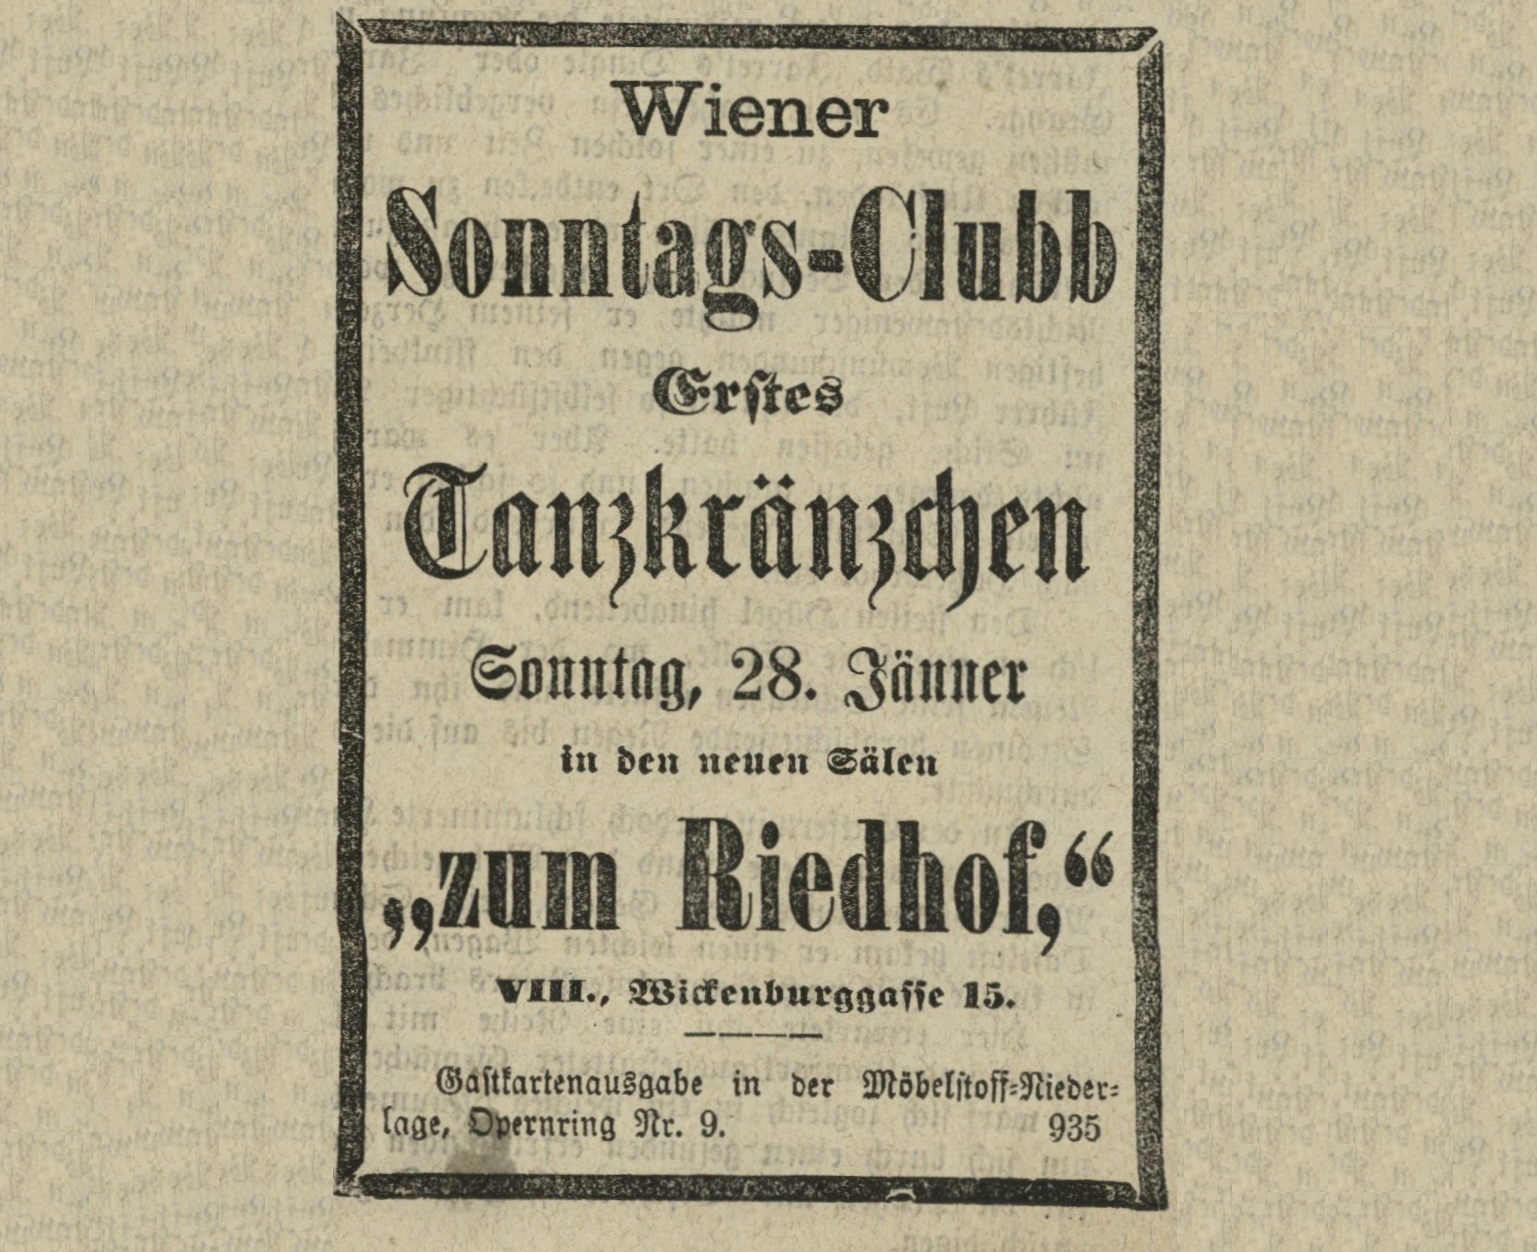 Wiener
Sonntags-Clubb
Erstes
Tanzkränzchen
Sonntag, 28. Jänner
in den neuen Sälen
„zum Riedhof,“
VIII., Wickenburggasse 15.
Gastkartenausgabe in der Möbelstoff-Nieder-
lage, Opernring Nr. 9. 935